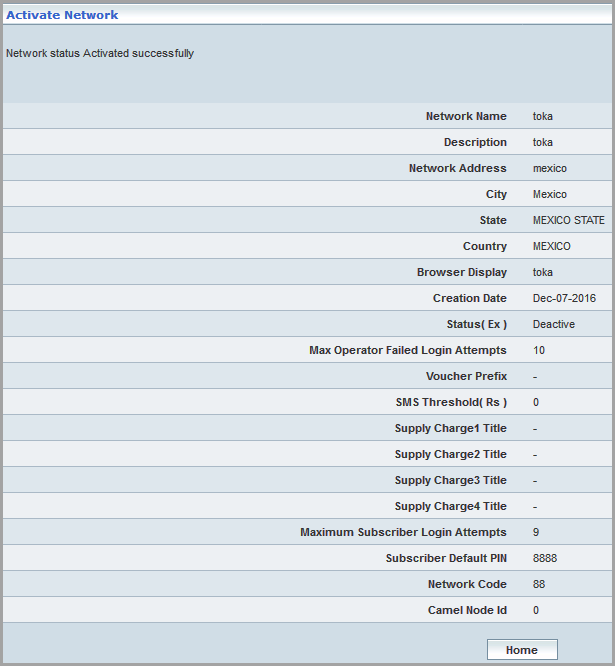 Activate Network
Network status Activated successfully
Network Name toka
Description toka
Network Address mexico
City Mexico
State MEXICO STATE
Country MEXICO
Browser Display toka
Creation Date Dec-07-2016
Status( Ex ) Deactive
Max Operator Failed Login Attempts 10
Voucher Prefix -
SMS Threshold( Rs ) 0
Supply Charge1 Title -
Supply Charge2 Title -
Supply Charge3 Title -
Supply Charge4 Title -
Maximum Subscriber Login Attempts 9
Subscriber Default PIN 8888
Network Code 88
Camel Node Id 0
Home